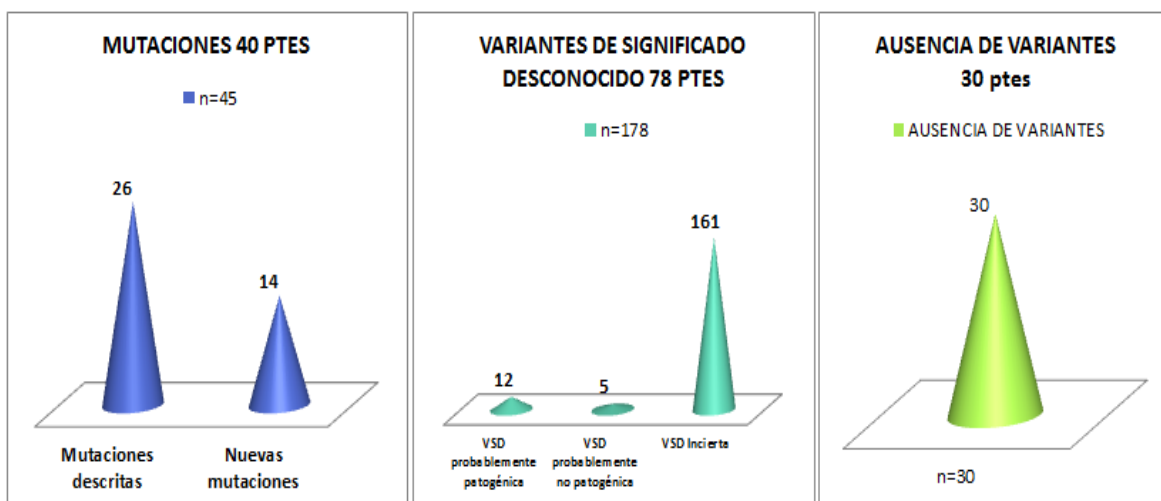 MUTACIONES 40 PTES
n=45
26
14
Mutaciones
descritas
Nuevas
mutaciones
VARIANTES DE SIGNIFICADO
DESCONOCIDO 78 PTES
n=178
12
5
161
VSD
probablemente
patogénica
VSD
probablemente
no patogénica
VSD Incierta
AUSENCIA DE VARIANTES
30 ptes
AUSENCIA DE VARIANTES
30
n=30